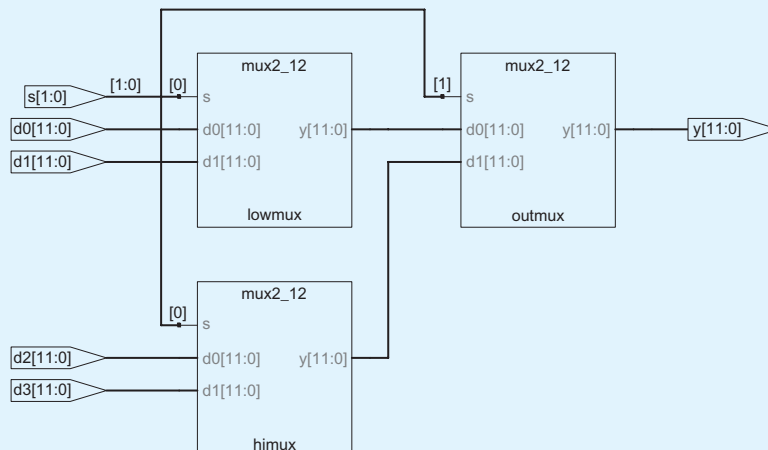 mux2_12
mux2_12
[1:0]
[0]
[1]
s[1:0]
s
s
d0[11:0]
d0[11:0]
y[11:0]
d0[11:0]
y[11:0]
y[11:0]
d1[11:0]
d1[11:0]
d1[11:0]
lowmux
outmux
mux2_12
[0]
s
d2[11:0]
d0[11:0]
y[11:0]
d3[11:0]
d1[11:0]
himux